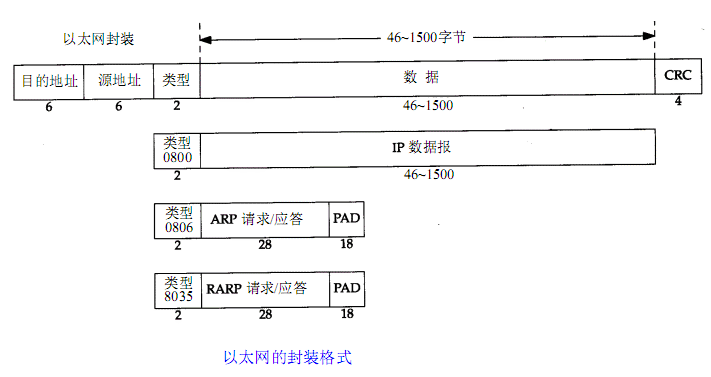 以太网封装
46~1500字节
目的地址 源地址 类型 数 据 CRC
6 6 2 46~1500 4
类型
0800
IP 数据报
2 46~1500
类型
0806
ARP 请求/应答 PAD
2 28 18
类型
8035
RARP 请求/应答 PAD
2 28 18
以太网的封装格式